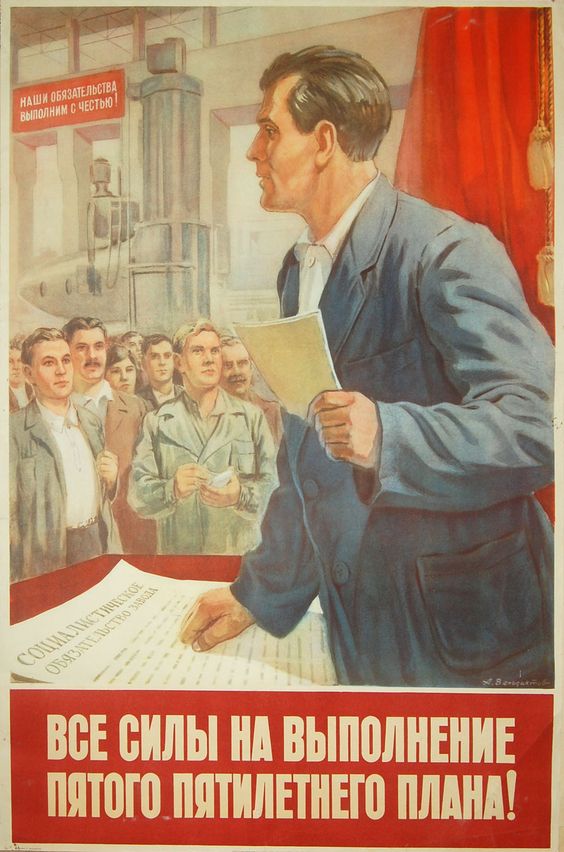 НАШИ ОБЯЗАТЕЛЬСТВА
ВЫПОЛНИМ С ЧЕСТЬЮ!
СОЦИАЛИСТИЧЕСКОЕ
ОБЯЗАТЕЛЬСТВО ЗАВОДА
ВСЕ СИЛЫ НА ВЫПОЛНЕНИЕ
ПЯТОГО ПЯТИЛЕТНЕГО ПЛАНА!